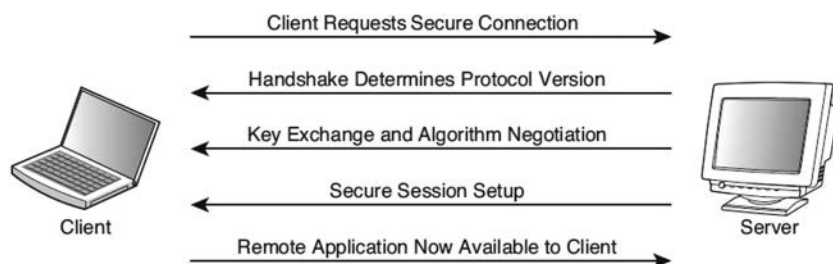 Client Requests Secure Connection
Handshake Determines Protocol Version
Key Exchange and Algorithm Negotiation
Secure Session Setup
Client
Server
Remote Application Now Available to Client